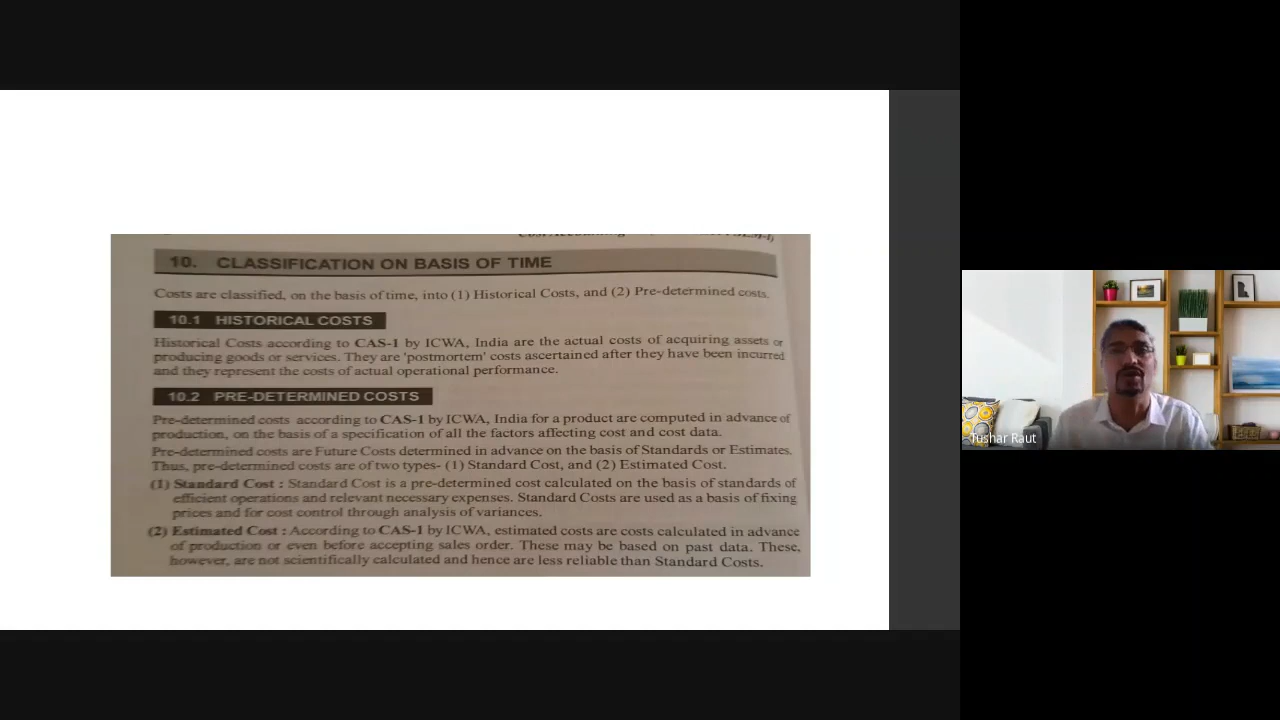 10. CLASSIFICATION ON BASIS OF TIME
Costs are classified, on the basis of time, into (1) Historical Costs, and (2) Pre-determined costs.
10.1 HISTORICAL COSTS
Historical Costs according to CAS-1 by ICWA, India are the actual costs of acquiring assets or
producing goods or services. They are 'postmortem' costs ascertained after they have been incurred
and they represent the costs of actual operational performance.
10.2 PRE-DETERMINED COSTS
Pre-determined costs according to CAS-1 by ICWA, India for a product are computed in advance of
production, on the basis of a specification of all the factors affecting cost and cost data.
Pre-determined costs are Future Costs determined in advance on the basis of Standards or Estimates.
Thus, pre-determined costs are of two types- (1) Standard Cost, and (2) Estimated Cost.
(1) Standard Cost : Standard Cost is a pre-determined cost calculated on the basis of standards of
efficient operations and relevant necessary expenses. Standard Costs are used as a basis of fixing
prices and for cost control through analysis of variances.
(2) Estimated Cost : According to CAS-1 by ICWA, estimated costs are costs calculated in advance
of production or even before accepting sales order. These may be based on past data. These,
however, are not scientifically calculated and hence are less reliable than Standard Costs.
Tushar Raut